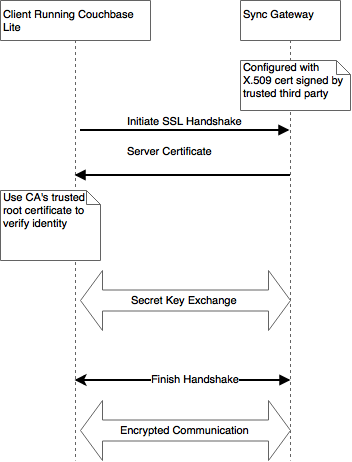 Client Running Couchbase
Lite
Sync Gateway
Configured with
X.509 cert signed by
trusted third party
Initiate SSL Handshake
Server Certificate
Use CA's trusted
root certificate to
verify identity
Secret Key Exchange
Finish Handshake
Encrypted Communication